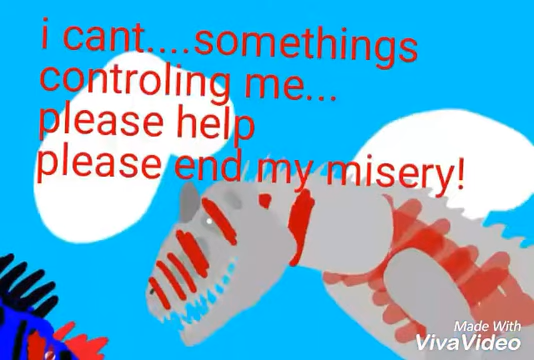 i cant....somethings
controling me...
please help
please end my misery!
Made With
VivaVideo